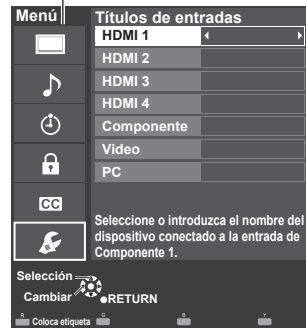 Menú
Títulos de entradas
HDMI 1
HDMI 2
HDMI 3
HDMI 4
Componente
Video
PC
CC
Seleccione o introduzca el nombre del
dispositivo conectado a la entrada de
Componente 1.
Selección
Cambiar
RETURN
R G B Y
Coloca etiqueta